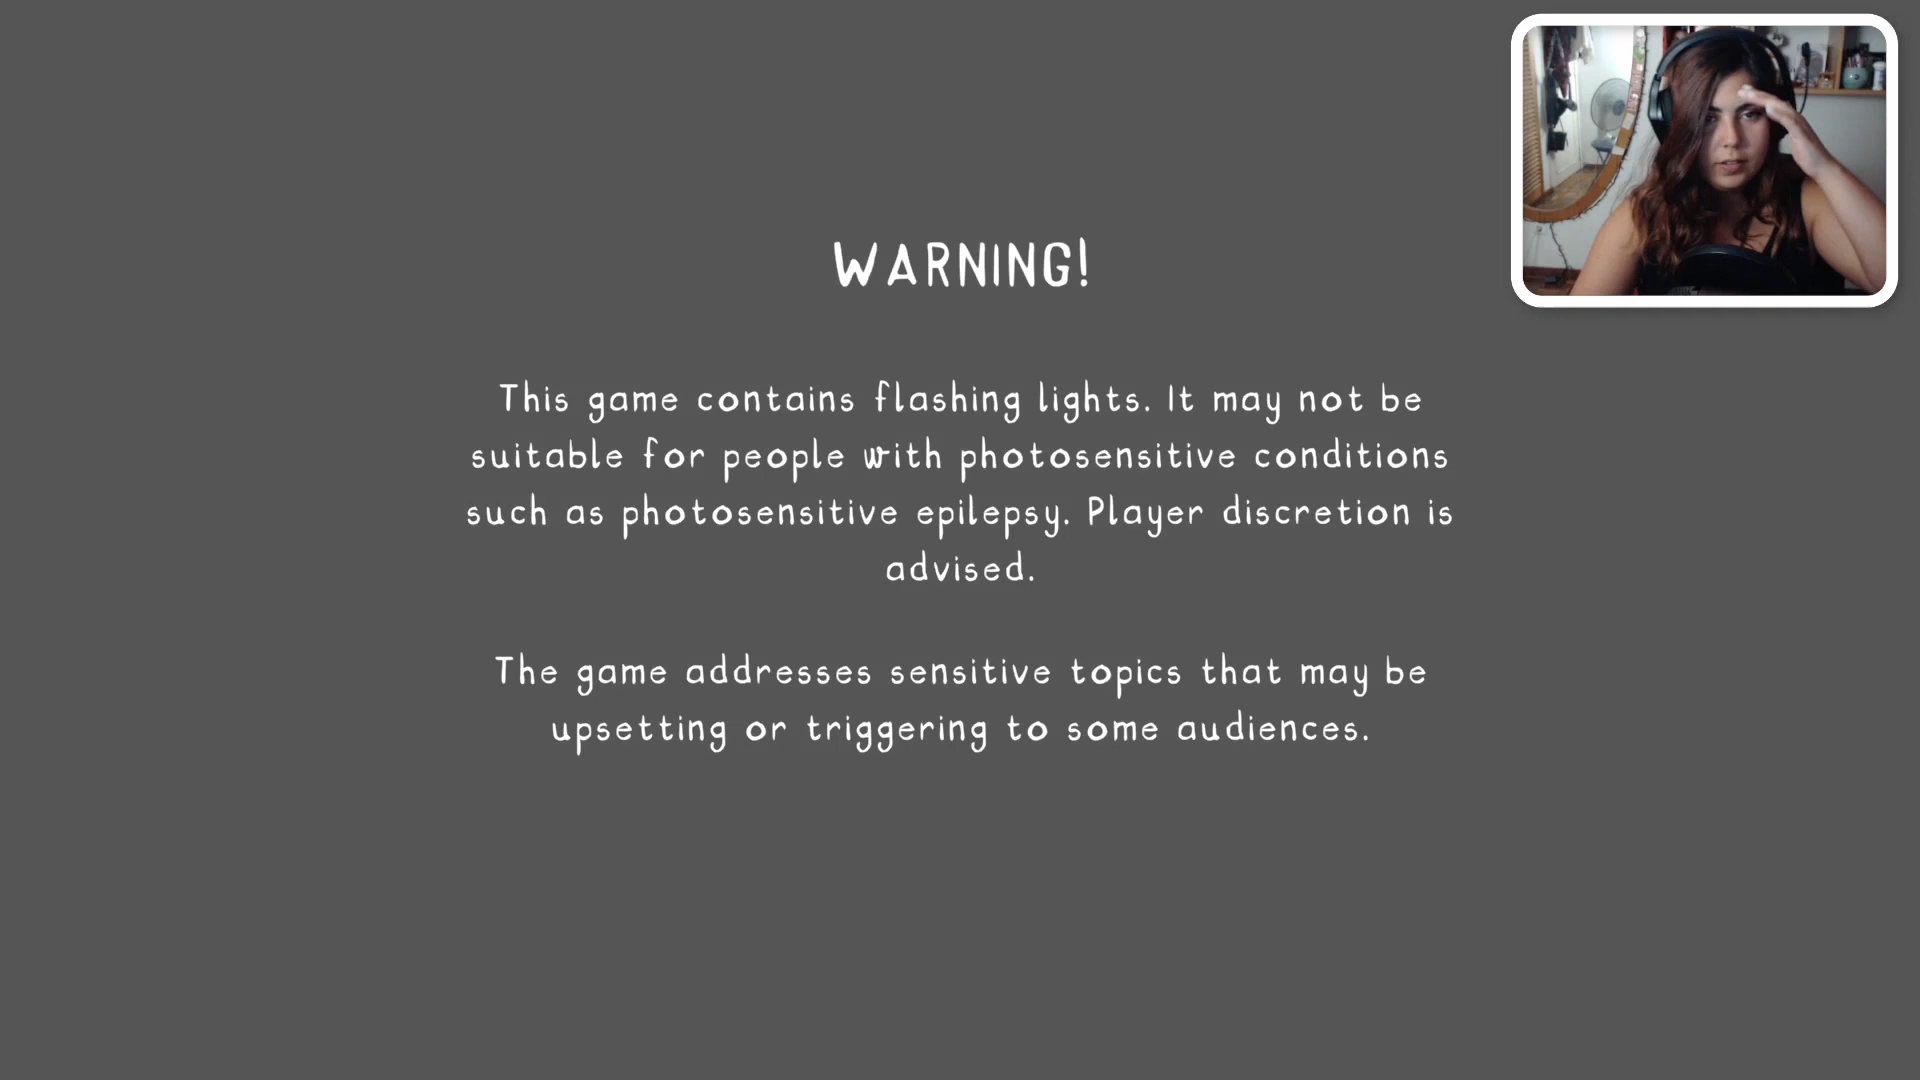 WARNING!
This game contains flashing lights. It may not be
suitable for people with photosensitive conditions
such as photosensitive epilepsy. Player discretion is
advised.
The game addresses sensitive topics that may be
upsetting or triggering to some audiences.